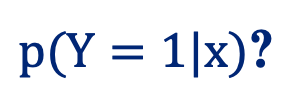 p(Y = 1|x)?